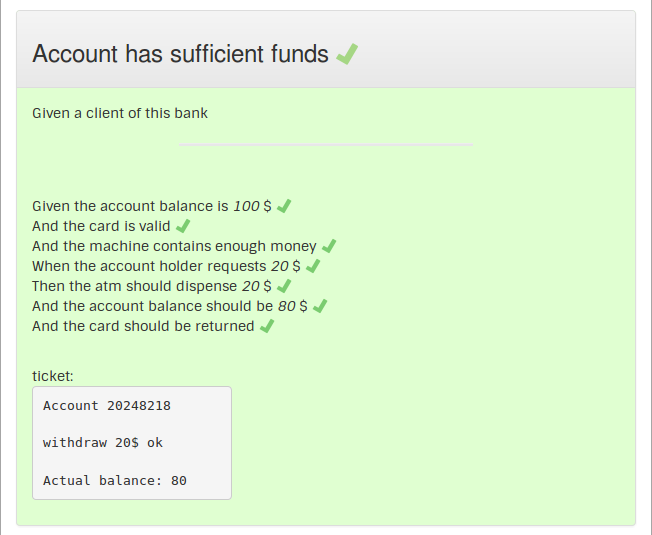 Account has sufficient funds
Given a client of this bank
Given the account balance is 100 $
And the card is valid
And the machine contains enough money
When the account holder requests 20 $
Then the atm should dispense 20 $
And the account balance should be 80 $
And the card should be returned
ticket:
Account 20248218
withdraw 20$ ok
Actual balance: 80